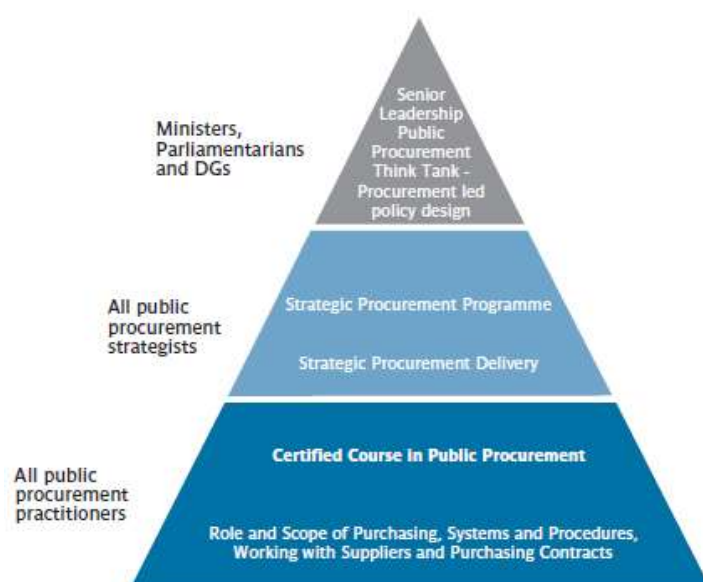 Ministers,
Parliamentarians
and DGs
Senior
Leadership
Public
Procurement
Think Tank -
Procurement led
policy design
All public
procurement
strategists
Strategic Procurement Programme
Strategic Procurement Delivery
All public
procurement
practitioners
Certified Course in Public Procurement
Role and Scope of Purchasing, Systems and Procedures,
Working with Suppliers and Purchasing Contracts